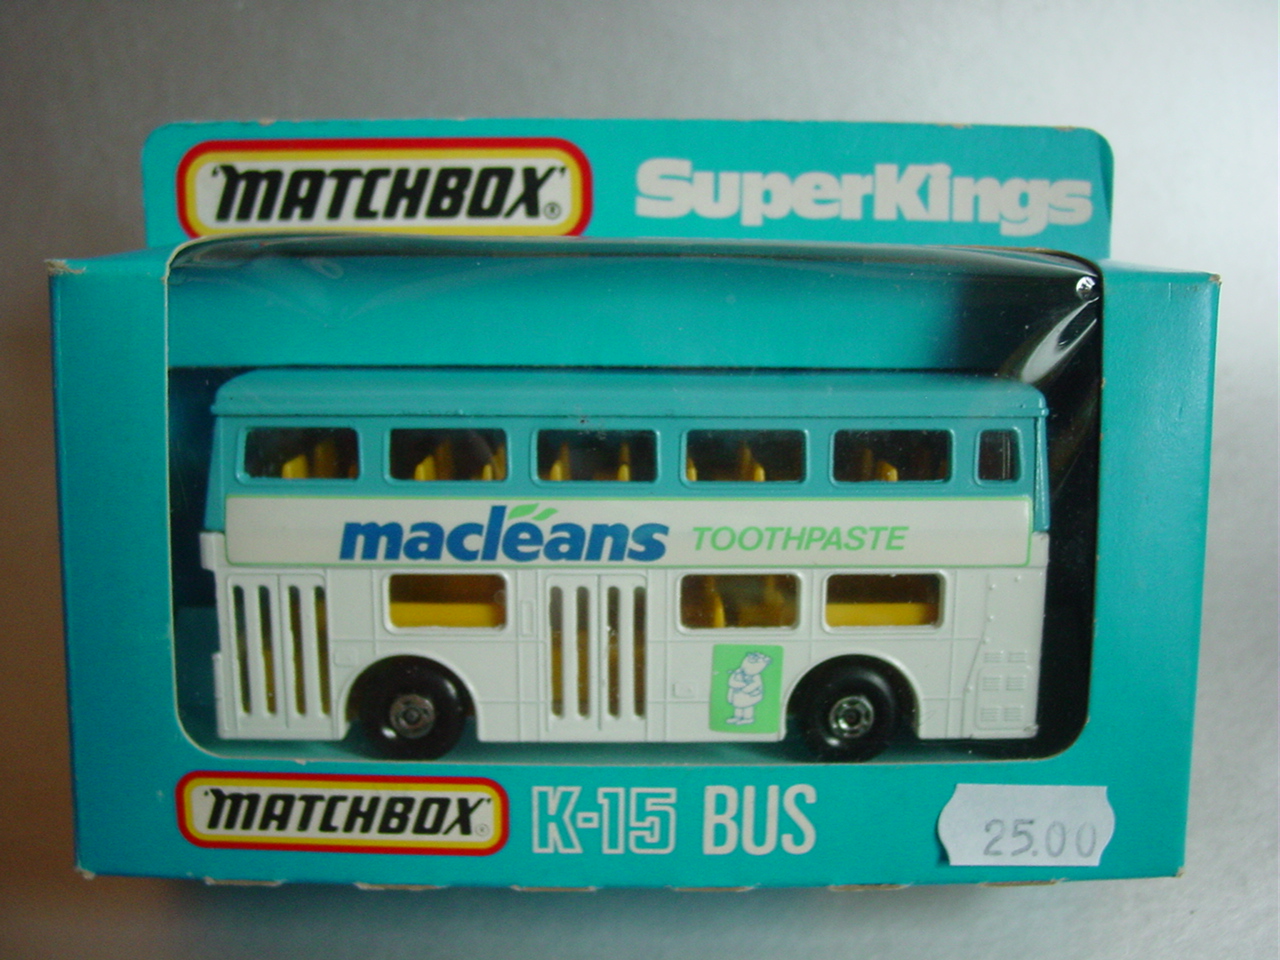 'MATCHBOX'®
SuperKings
macleans TOOTHPASTE
'MATCHBOX'®
K-15 BUS
25.00